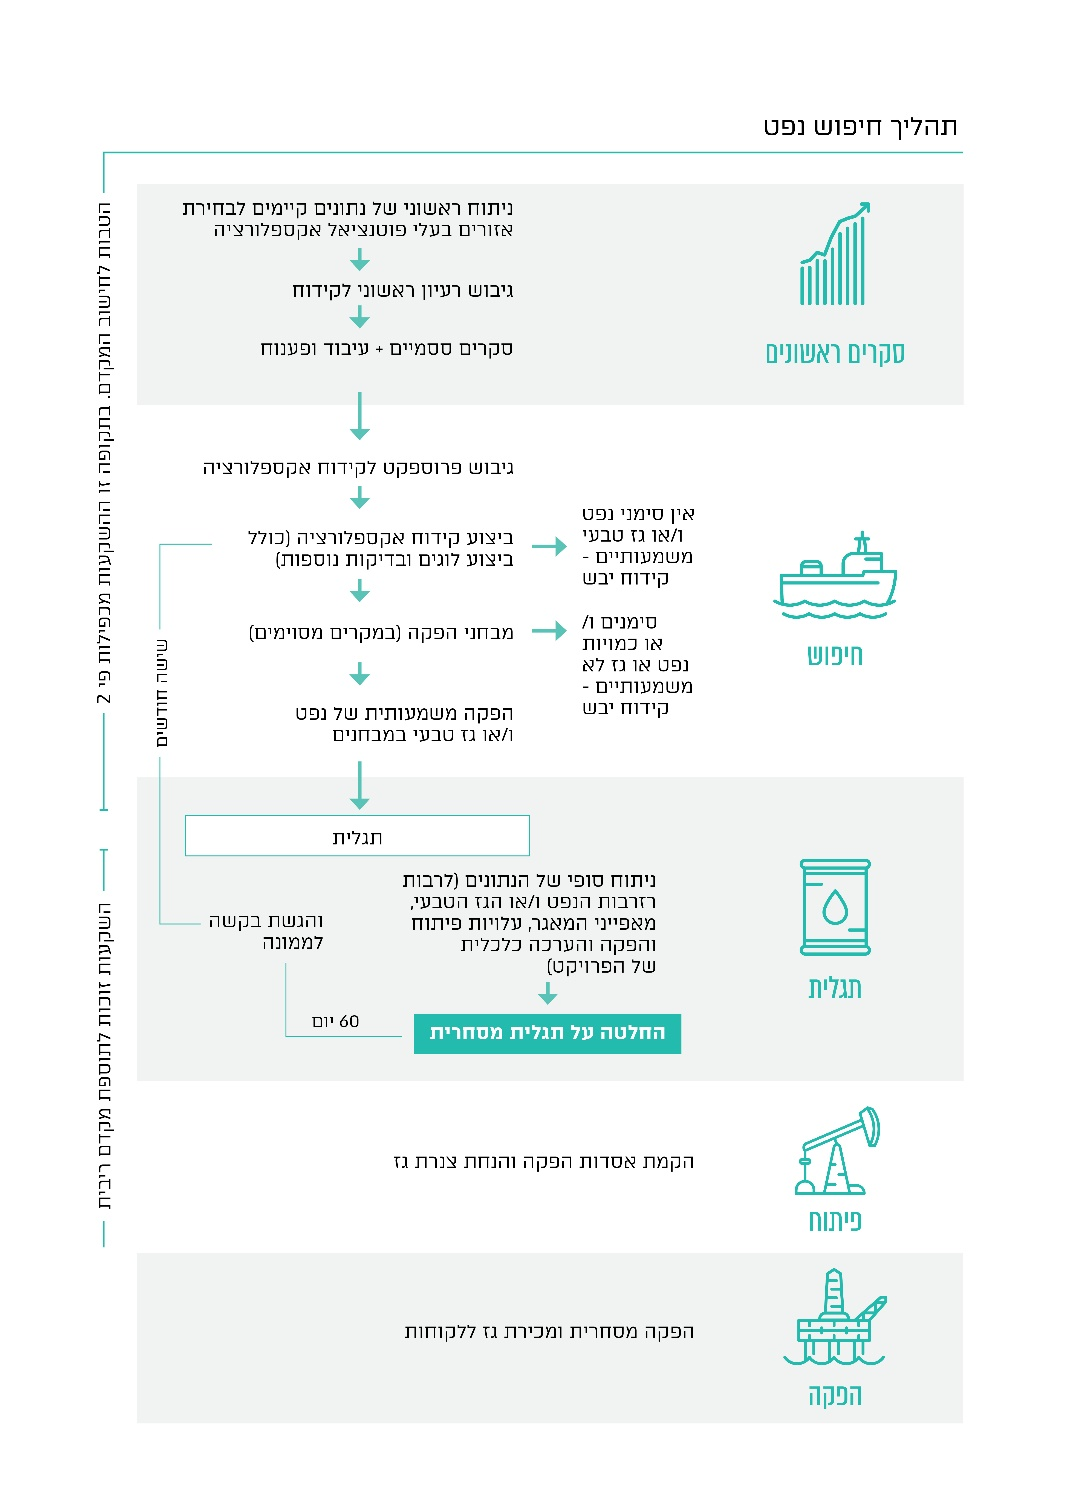 תהליך חיפוש נפט
סקרים ראשונים
ניתוח ראשוני של נתונים קיימים לבחירת
אזורים בעלי פוטנציאל אקספלורציה
גיבוש רעיון ראשוני לקידוח
סקרים סמסיים + עיבוד ופענוח
חיפוש
גיבוש פרוספקט לקידוח אקספלורציה
ביצוע קידוח אקספלורציה (כולל
ביצוע לוגים ובדיקות נוספות)
אין סימני נפט
ו/או גז טבעי
משמעותיים -
קידוח יבש
מבחני הפקה (במקרים מסוימים)
סימנים ו/
או כמויות
נפט או גז לא
משמעותיים -
קידוח יבש
הפקה משמעותית של נפט
ו/או גז טבעי במבחנים
תגלית
תגלית
ניתוח סופי של הנתונים (לרבות
רזרבות הנפט ו/או הגז הטבעי,
מאפייני המאגר, עלויות פיתוח
והפקה והערכה כלכלית
של הפרויקט)
והגשת בקשה
לממונה
החלטה על תגלית מסחרית
60 יום
שישה חודשים
פיתוח
הקמת אסדות הפקה והנחת צנרת גז
הפקה
הפקה מסחרית ומכירת גז ללקוחות
הטבות לחישוב המקדם. בתקופה זו ההשקעות מכפילות פי 2
השקעות זוכות לתוספת מקדם ריבית